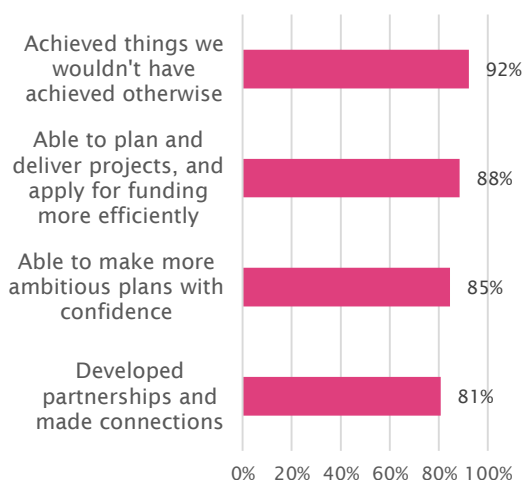 Achieved things we
wouldn't have
achieved otherwise
92%
Able to plan and
deliver projects, and
apply for funding
more efficiently
88%
Able to make more
ambitious plans with
confidence
85%
Developed
partnerships and
made connections
81%
0% 20% 40% 60% 80% 100%